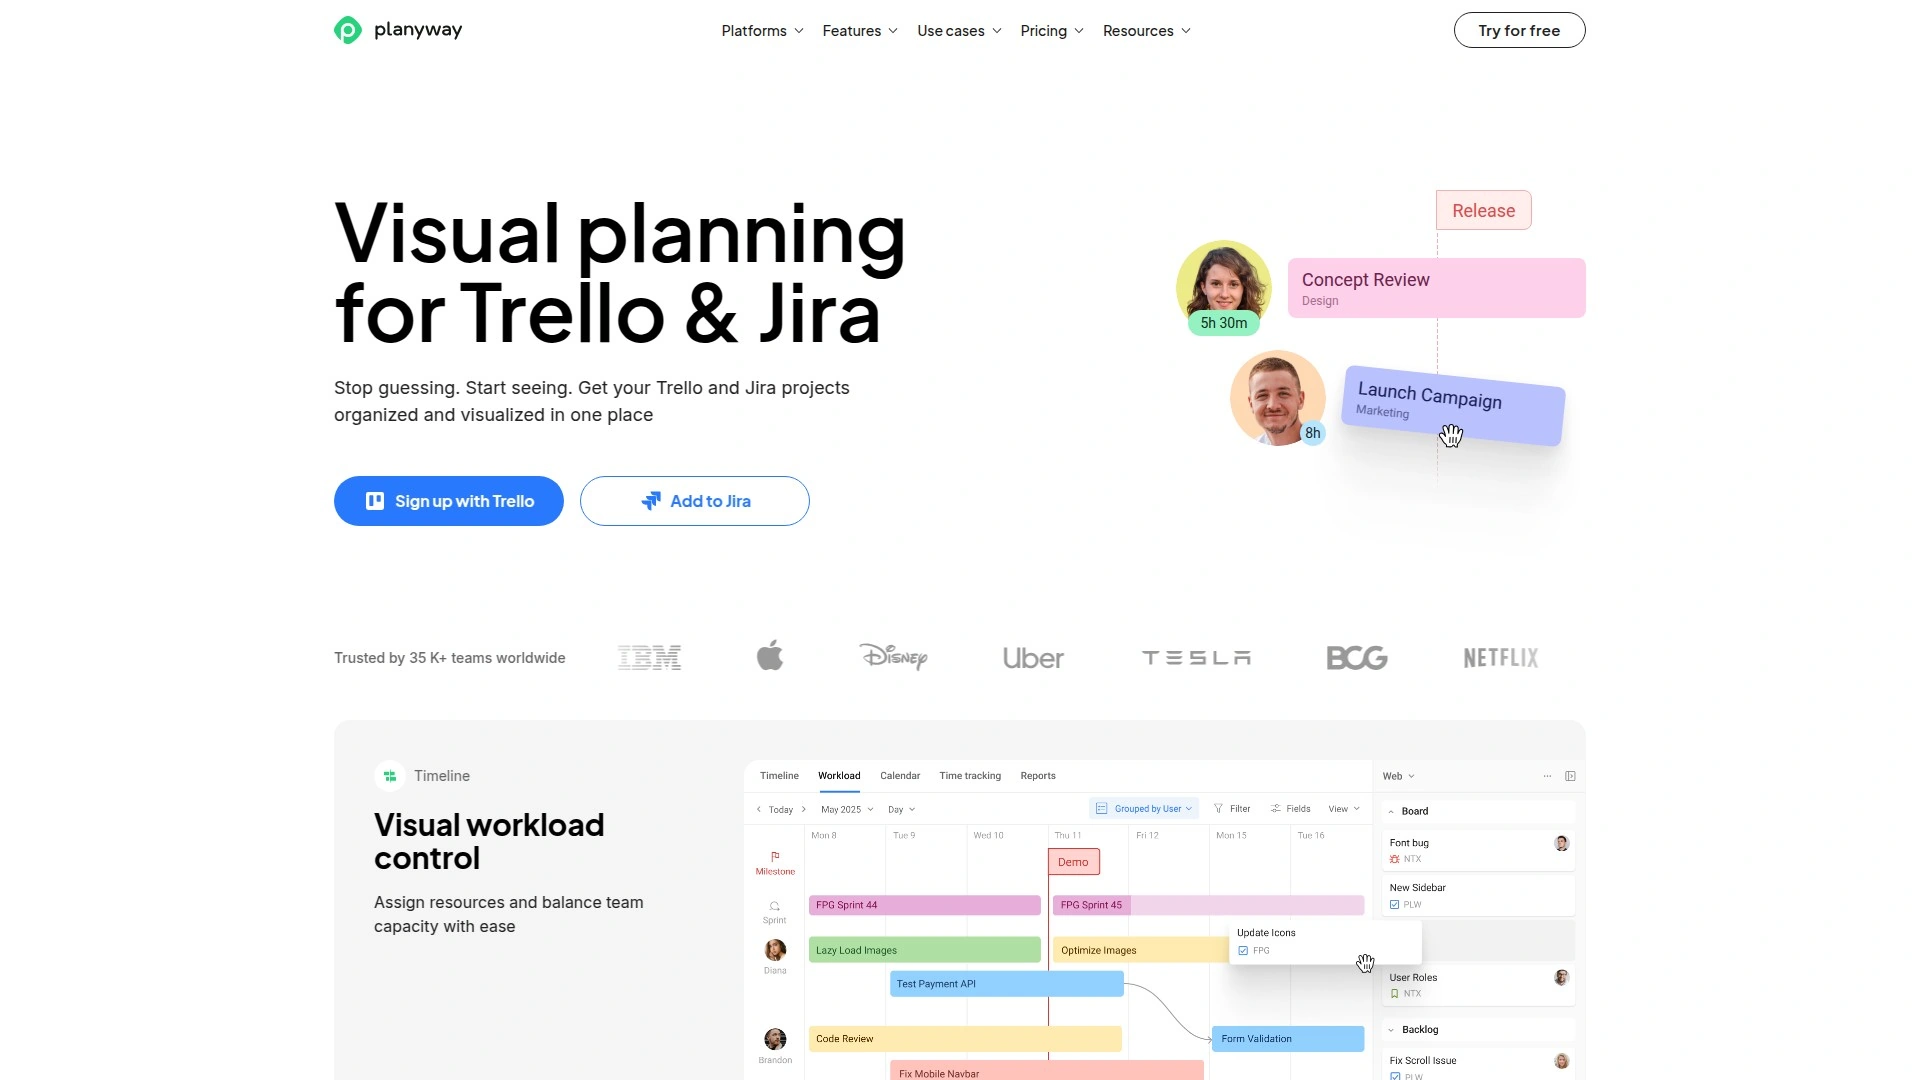 planyway
Platforms
Features
Use cases
Pricing
Resources
Try for free
Visual planning
for Trello & Jira
Stop guessing. Start seeing. Get your Trello and Jira projects
organized and visualized in one place
Sign up with Trello
Add to Jira
Release
Concept Review
Design
5h 30m
Launch Campaign
Marketing
8h
Trusted by 35 K+ teams worldwide
IBM
Disney
Uber
TESLA
BCG
NETFLIX
Timeline
Visual workload
control
Assign resources and balance team
capacity with ease
Timeline
Workload
Calendar
Time tracking
Reports
Today
May 2025
Day
Grouped by User
Filter
Fields
View
Mon 8
Tue 9
Wed 10
Thu 11
Fri 12
Mon 15
Tue 16
Milestone
Demo
Sprint
FPG Sprint 44
FPG Sprint 45
Diana
Lazy Load Images
Optimize Images
Update Icons
FPG
Test Payment API
Brandon
Code Review
Form Validation
Fix Mobile Navbar
Web
Board
Font bug
NTX
New Sidebar
PLW
User Roles
NTX
Backlog
Fix Scroll Issue
PLW